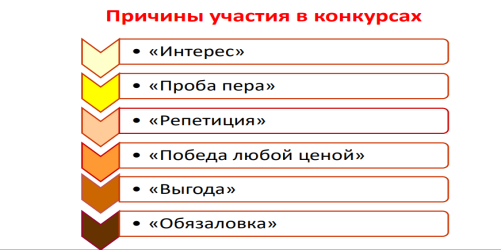 Причины участия в конкурсах
• «Интерес»
• «Проба пера»
• «Репетиция»
• «Победа любой ценой»
• «Выгода»
• «Обязаловка»